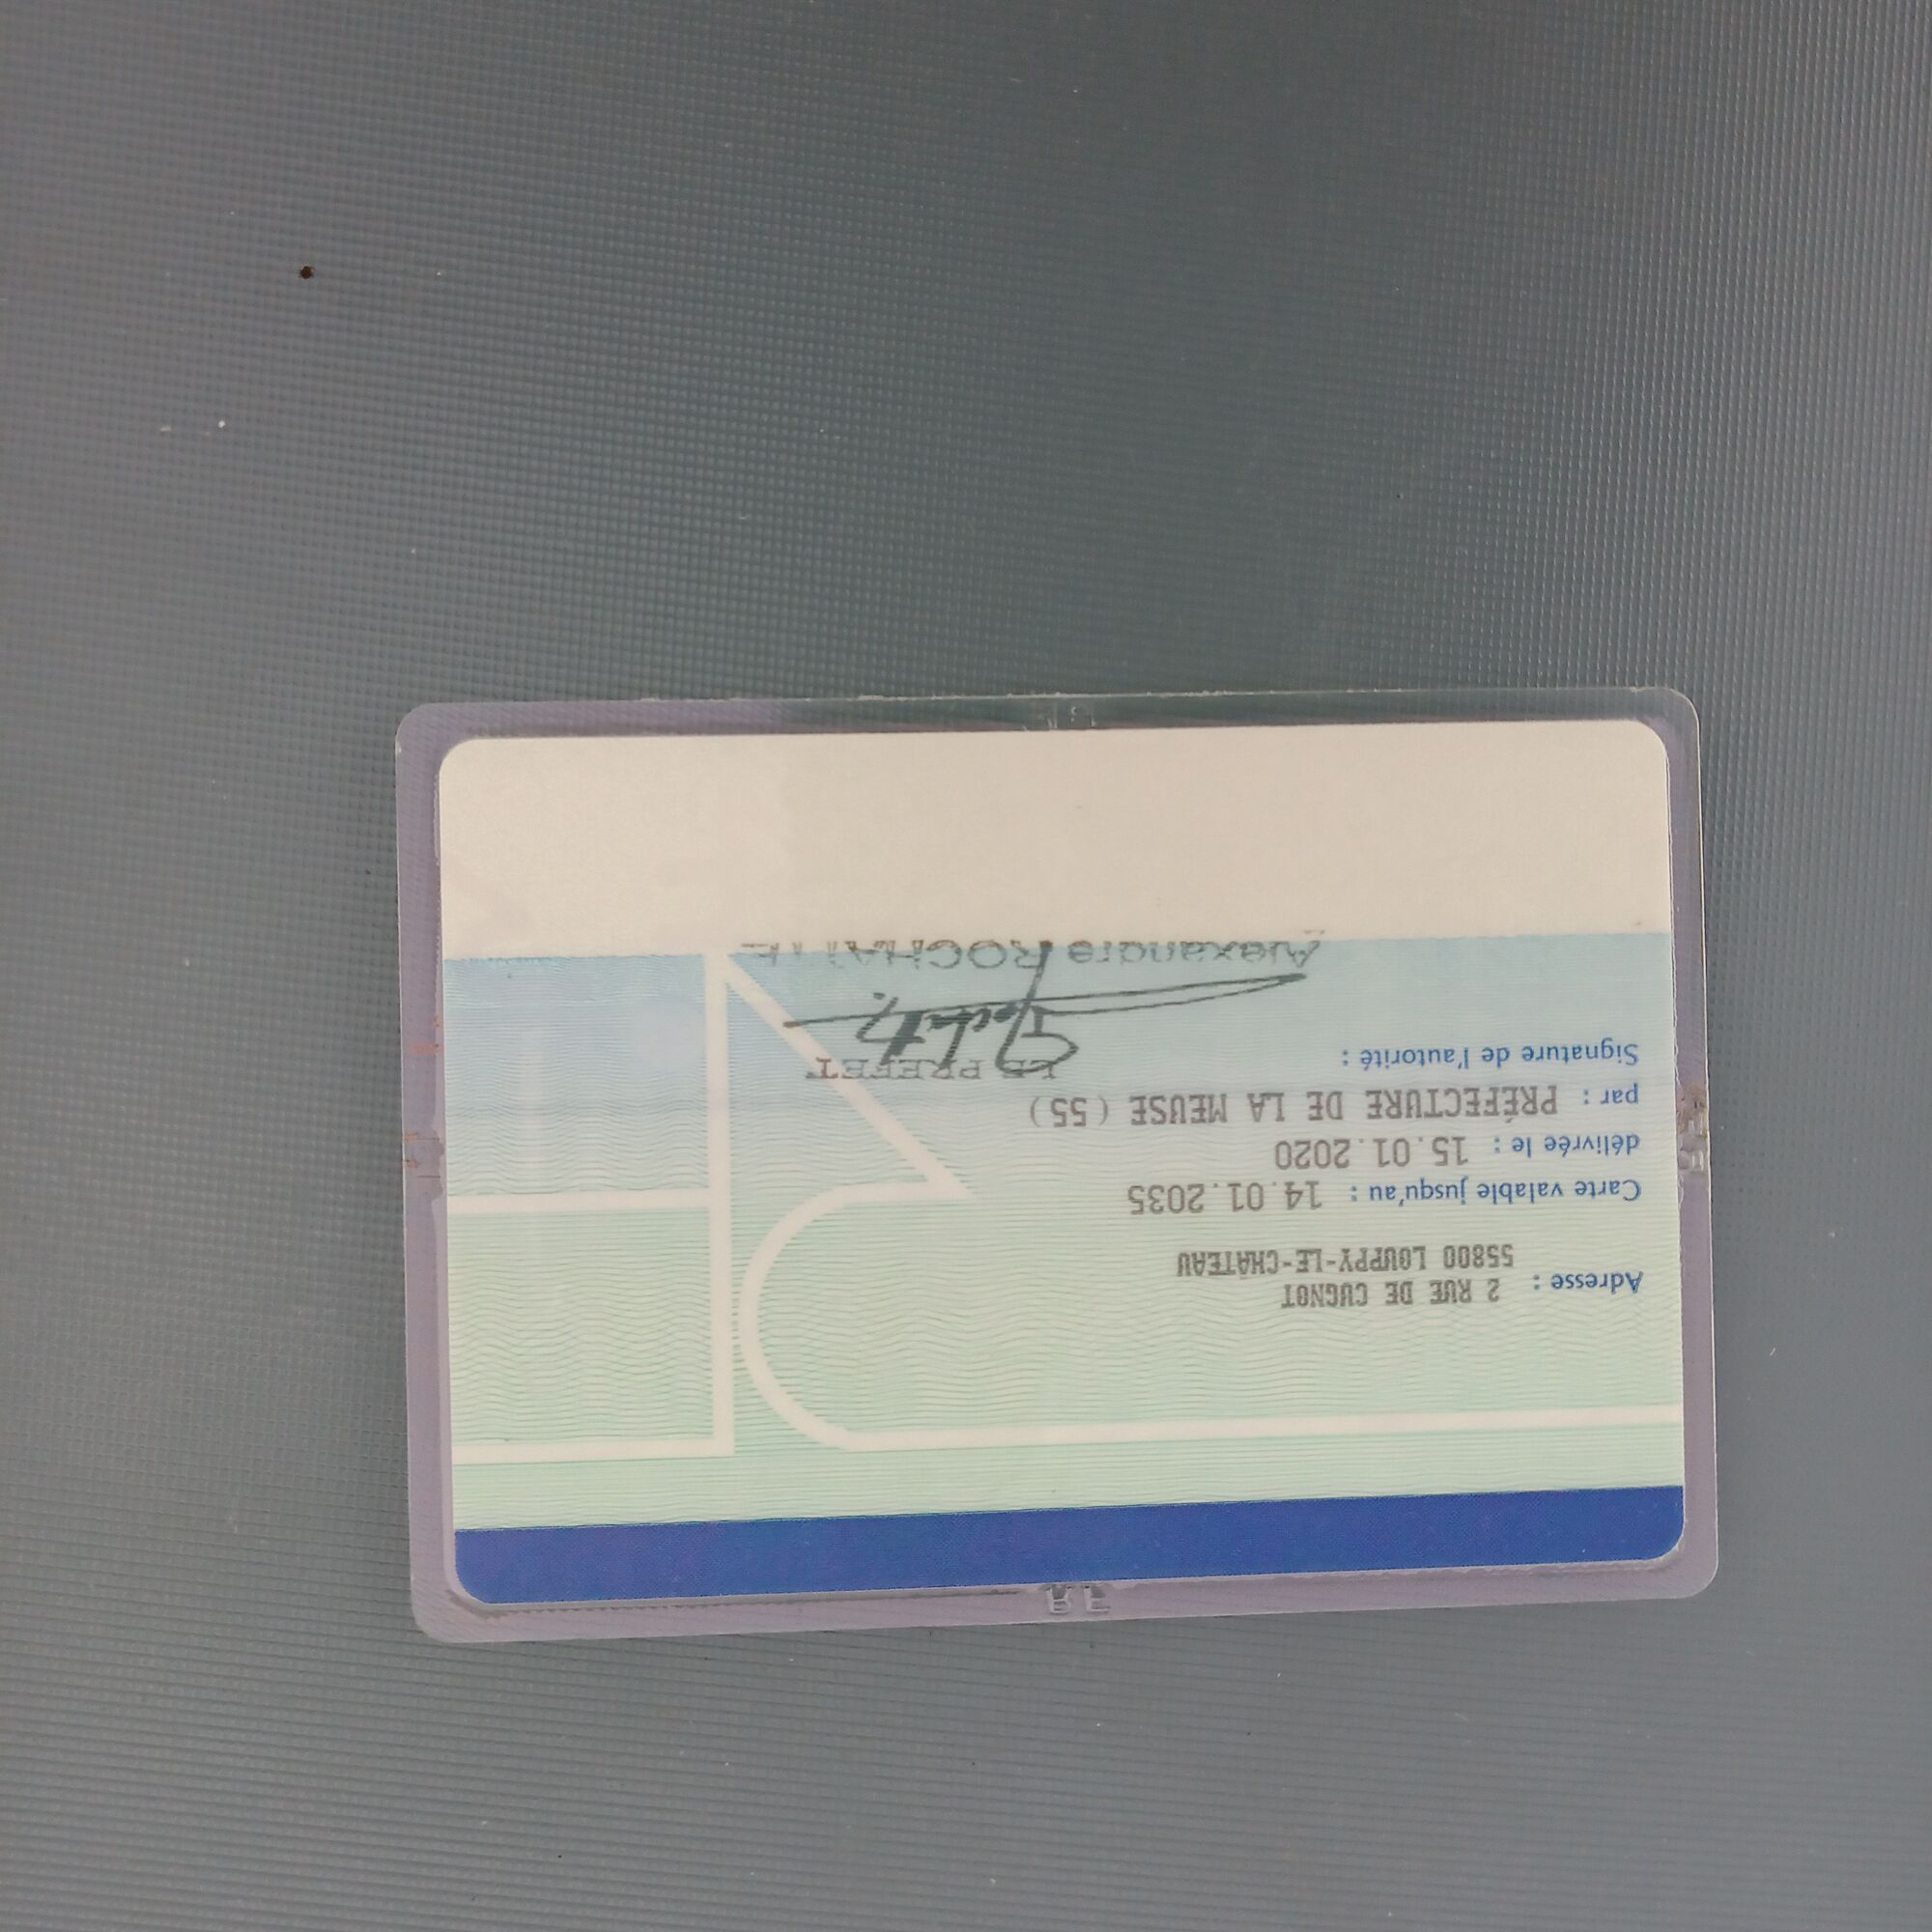 Adresse : 2 RUE DE CUGNOT
55800 LOUPPY-LE-CHÂTEAU
Carte valable jusqu'au : 14.01.2035
délivrée le : 15.01.2020
par : PRÉFECTURE DE LA MEUSE (55)
Signature de l'autorité :
LE PREFET
Alexandre
RF